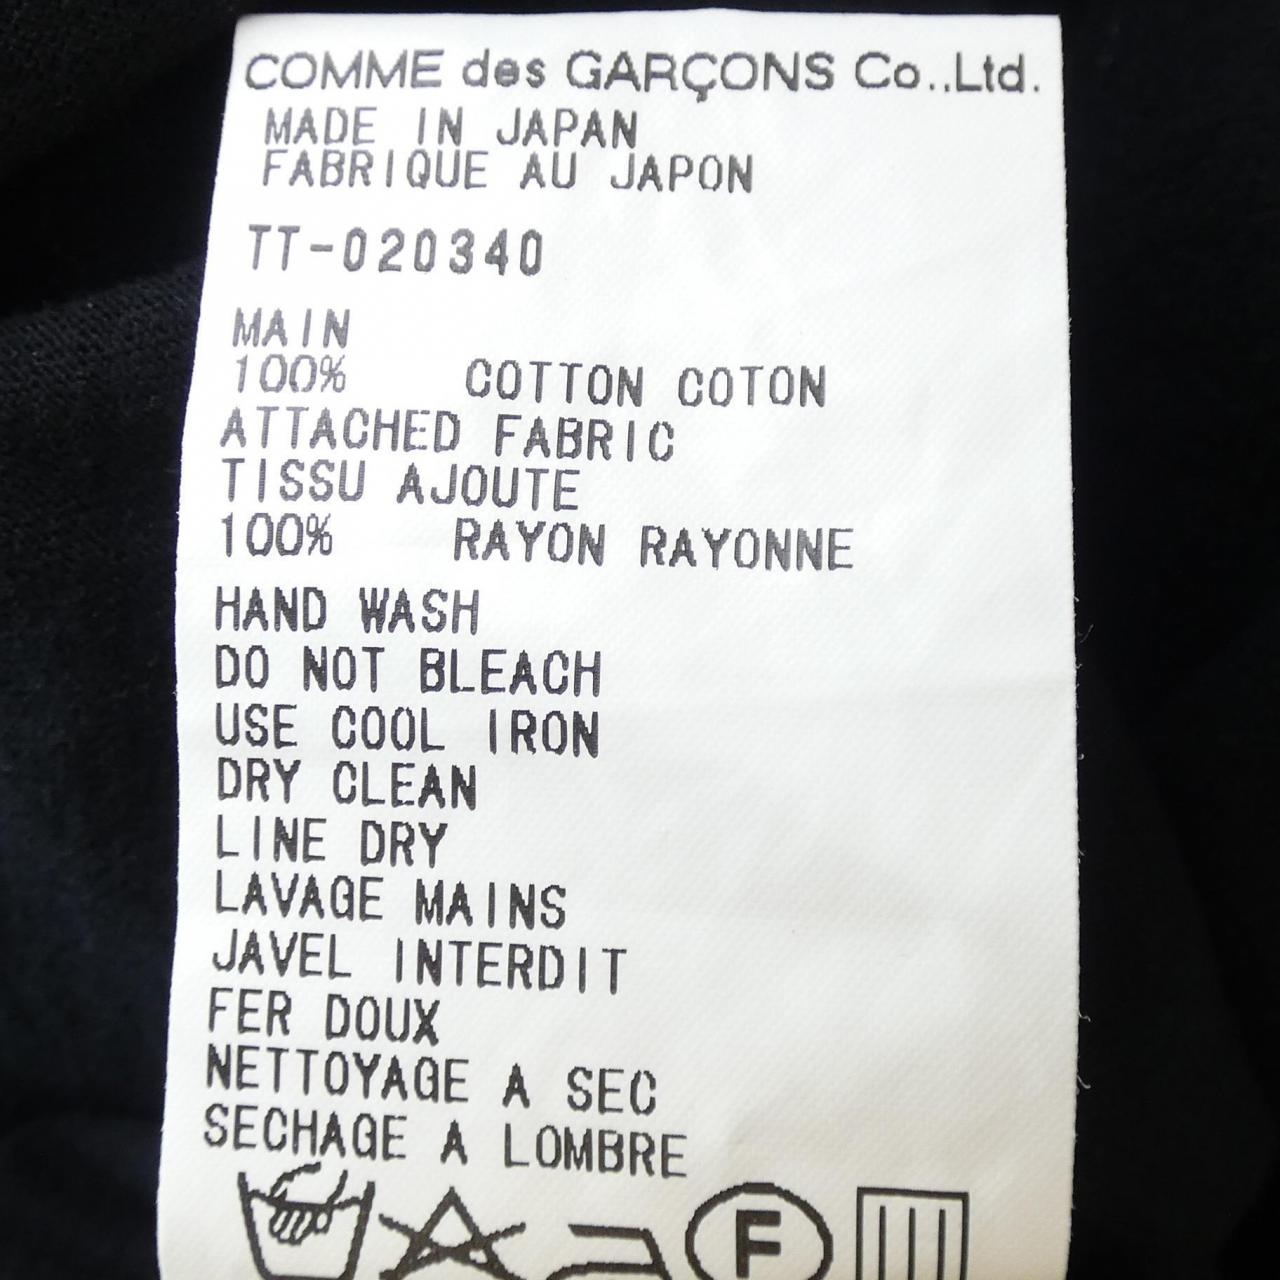 COMME des GARÇONS Co.,Ltd.
MADE IN JAPAN
FABRIQUE AU JAPON
TT-020340
MAIN
100% COTTON COTON
ATTACHED FABRIC
TISSU AJOUTE
100% RAYON RAYONNE
HAND WASH
DO NOT BLEACH
USE COOL IRON
DRY CLEAN
LINE DRY
LAVAGE MAINS
JAVEL INTERDIT
FER DOUX
NETTOYAGE A SEC
SECHAGE A LOMBRE
F